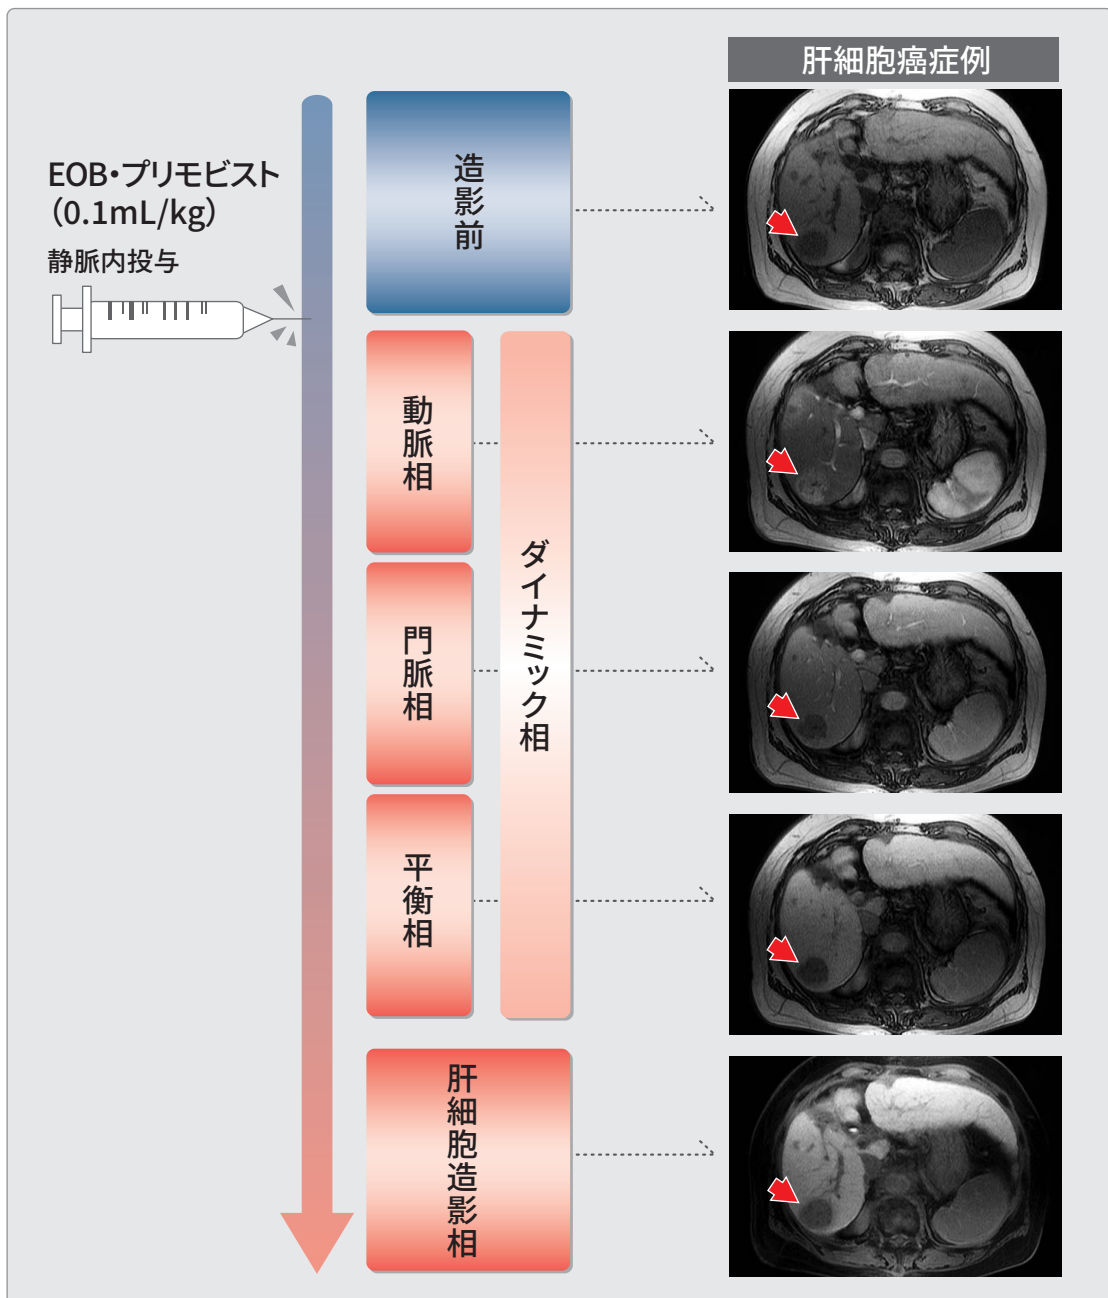 肝細胞癌症例
EOB・プリモビスト
（0.1mL/kg）
静脈内投与
造影前
動脈相
門脈相
平衡相
ダイナミック相
肝細胞造影相